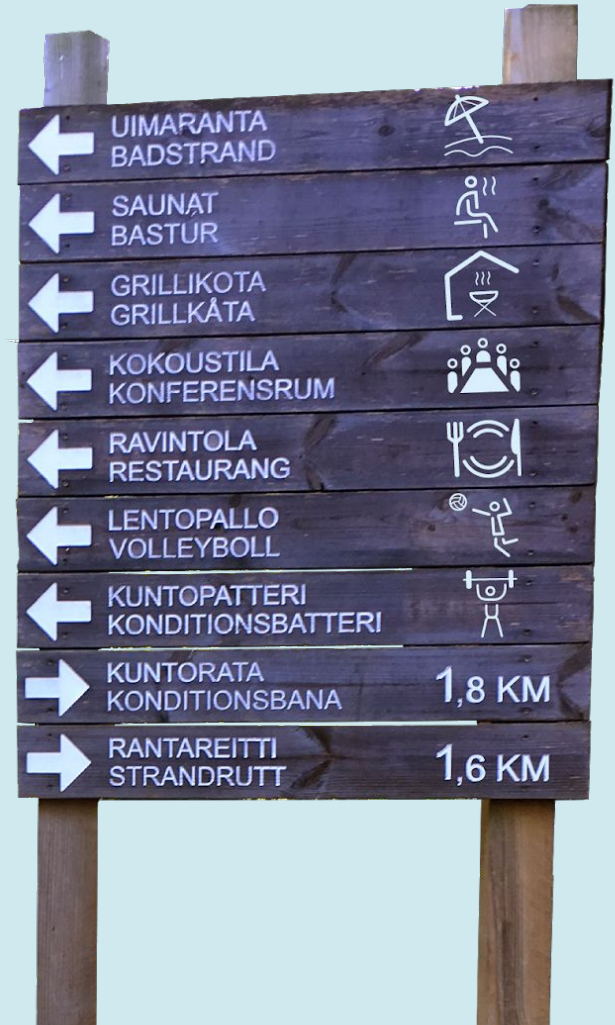 UIMARANTA
BADSTRAND
SAUNAT
BASTUR
GRILLIKOTA
GRILLKÅTA
KOKOUSTILA
KONFERENSRUM
RAVINTOLA
RESTAURANG
LENTOPALLO
VOLLEYBOLL
KUNTOPATTERI
KONDITIONSBATTERI
KUNTORATA
KONDITIONSBANA
1,8 KM
RANTAREITTI
STRANDRUTT
1,6 KM